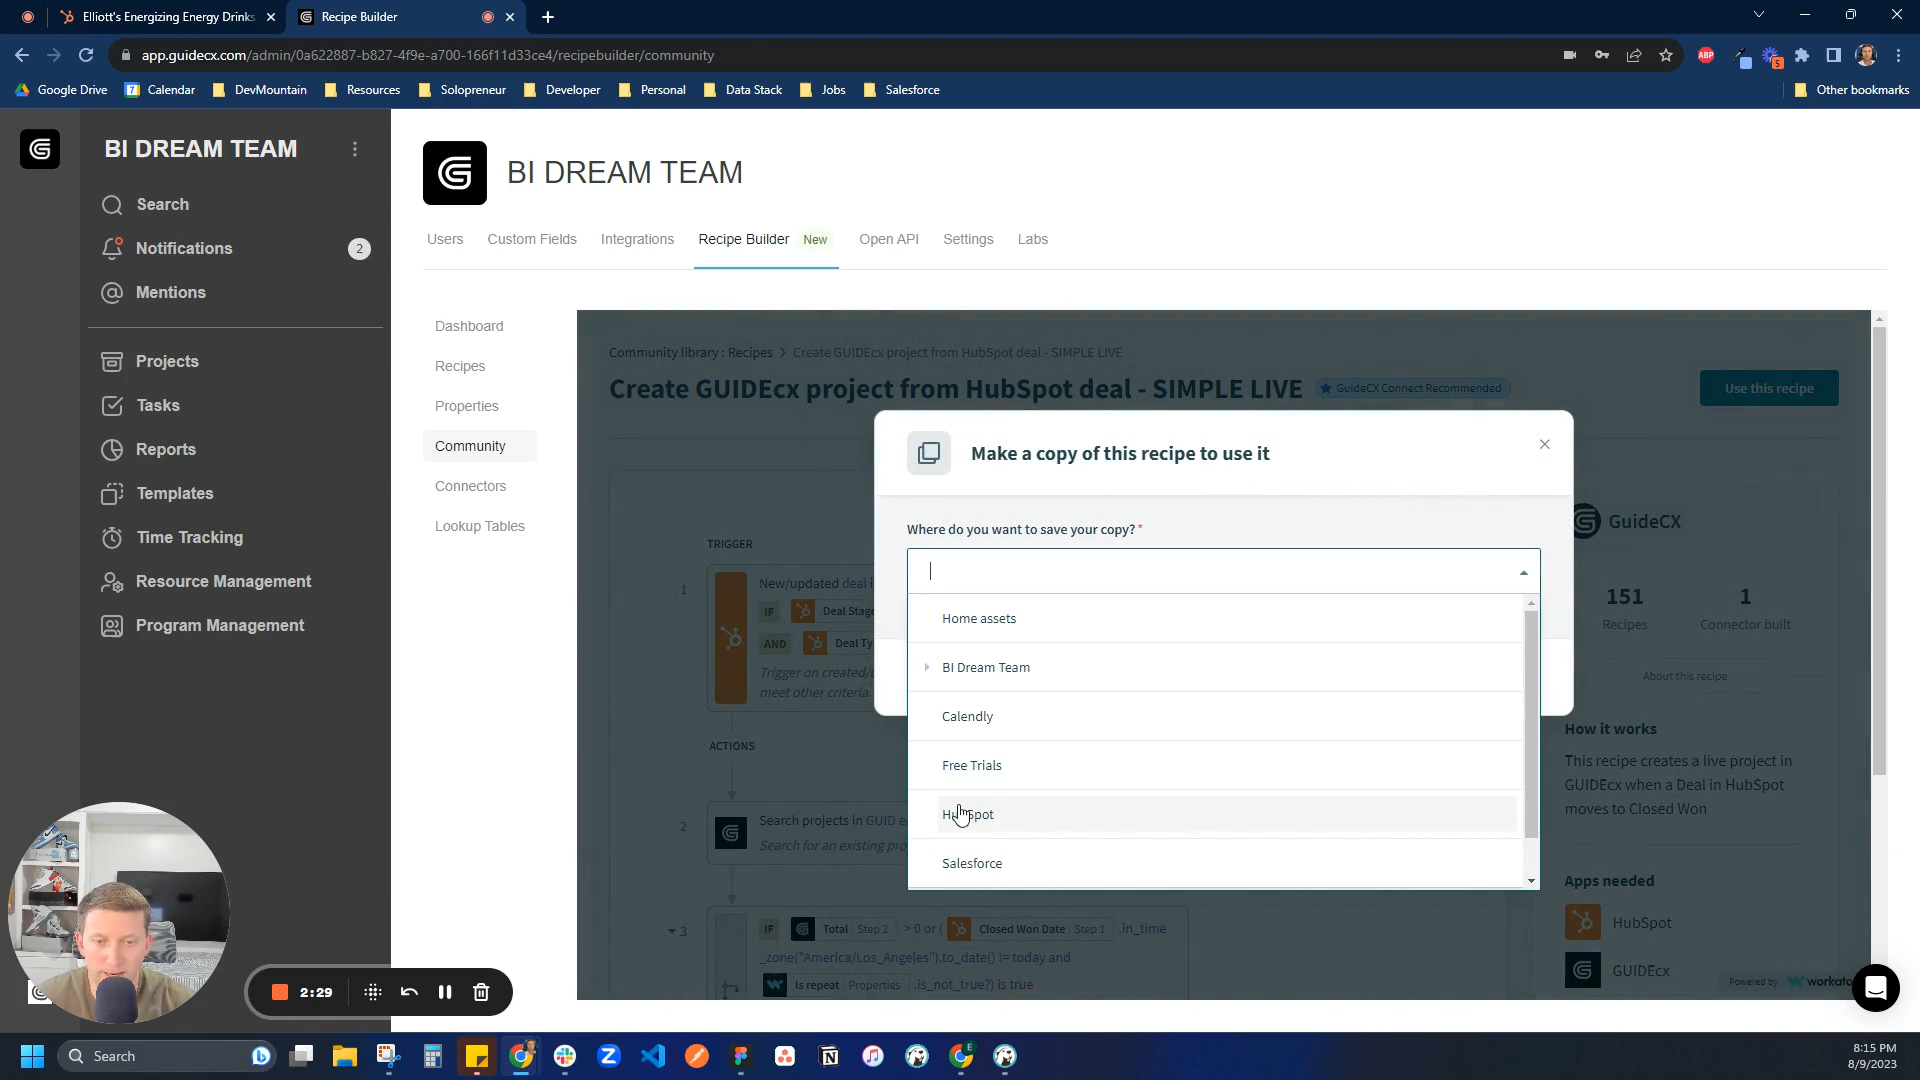 Elliott's Energizing Energy Drinks
Recipe Builder
app.guidecx.com/admin/0a622887-b827-4f9e-a700-166f11d33ce4/recipebuilder/community
ABP
5
7
Google Drive
Calendar
DevMountain
Resources
Solopreneur
Developer
Personal
Data Stack
Jobs
Salesforce
Other bookmarks
BI DREAM TEAM
Search
Notifications
2
Mentions
Projects
Tasks
Reports
Templates
Time Tracking
Resource Management
Program Management
BI DREAM TEAM
Users
Custom Fields
Integrations
Recipe Builder New
Open API
Settings
Labs
Dashboard
Recipes
Properties
Community
Connectors
Lookup Tables
Community library : Recipes > Create GUIDEcx project from HubSpot deal - SIMPLE LIVE
Create GUIDEcx project from HubSpot deal - SIMPLE LIVE
GuideCX Connect Recommended
Use this recipe
TRIGGER
1
New/updated deal
IF
Deal Stage
AND
Trigger on created/
meet other criteria.
ACTIONS
2
Search projects in GUID
Search for an existing
3
IF Total Step 2 > 0 or ( Closed Won Date Step 1 .in_time
_zone("America/Los_Angeles").to_date() != today and
Is repeat Properties .is_not_true?) is true
Make a copy of this recipe to use it
Where do you want to save your copy? *
Home assets
BI Dream Team
Calendly
Free Trials
HubSpot
Salesforce
GuideCX
151
Recipes
1
Connector built
About this recipe
How it works
This recipe creates a live project in
GUIDEcx when a Deal in HubSpot
moves to Closed Won
Apps needed
HubSpot
GUIDEcx
Powered by workato
2:29
Search
8:15 PM
8/9/2023